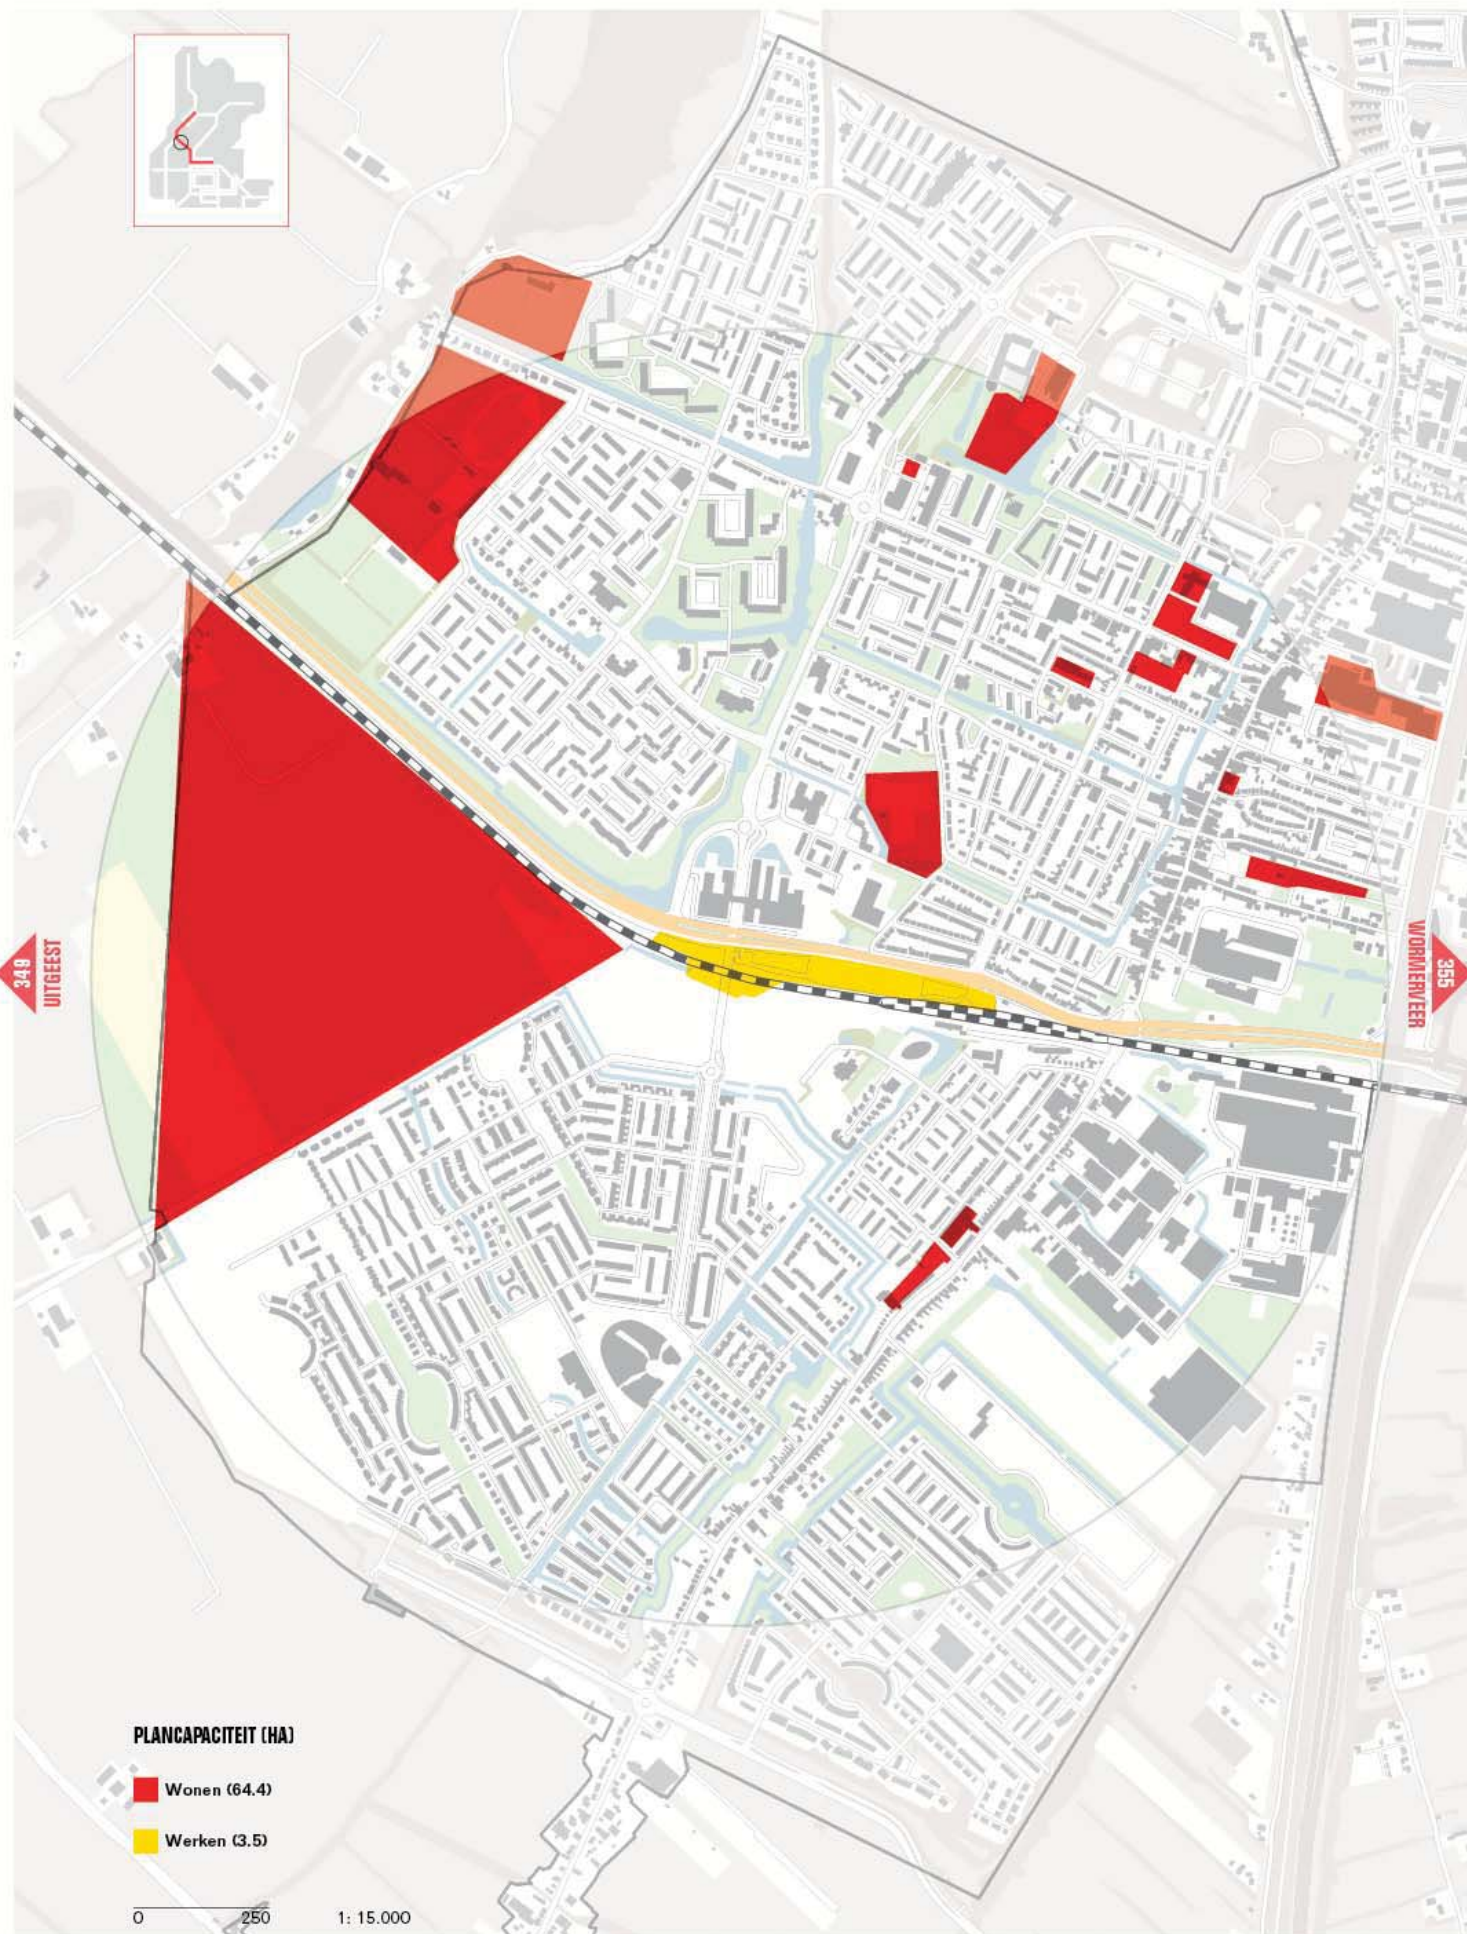 349
UITGEEST
WORMERVEER
355
PLANCAPACITEIT (HA)
Wonen (64.4)
Werken (3.5)
0 250 1: 15.000